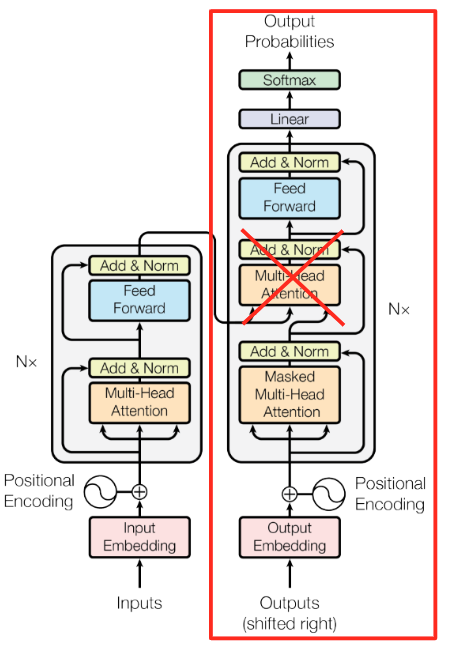 Output
Probabilities
Softmax
Linear
Add & Norm
Feed
Forward
Add & Norm
Multi-Head
Attention
Add & Norm
Masked
Multi-Head
Attention
N×
Positional
Encoding
Output
Embedding
Outputs
(shifted right)
Add & Norm
Feed
Forward
Add & Norm
Multi-Head
Attention
N×
Positional
Encoding
Input
Embedding
Inputs